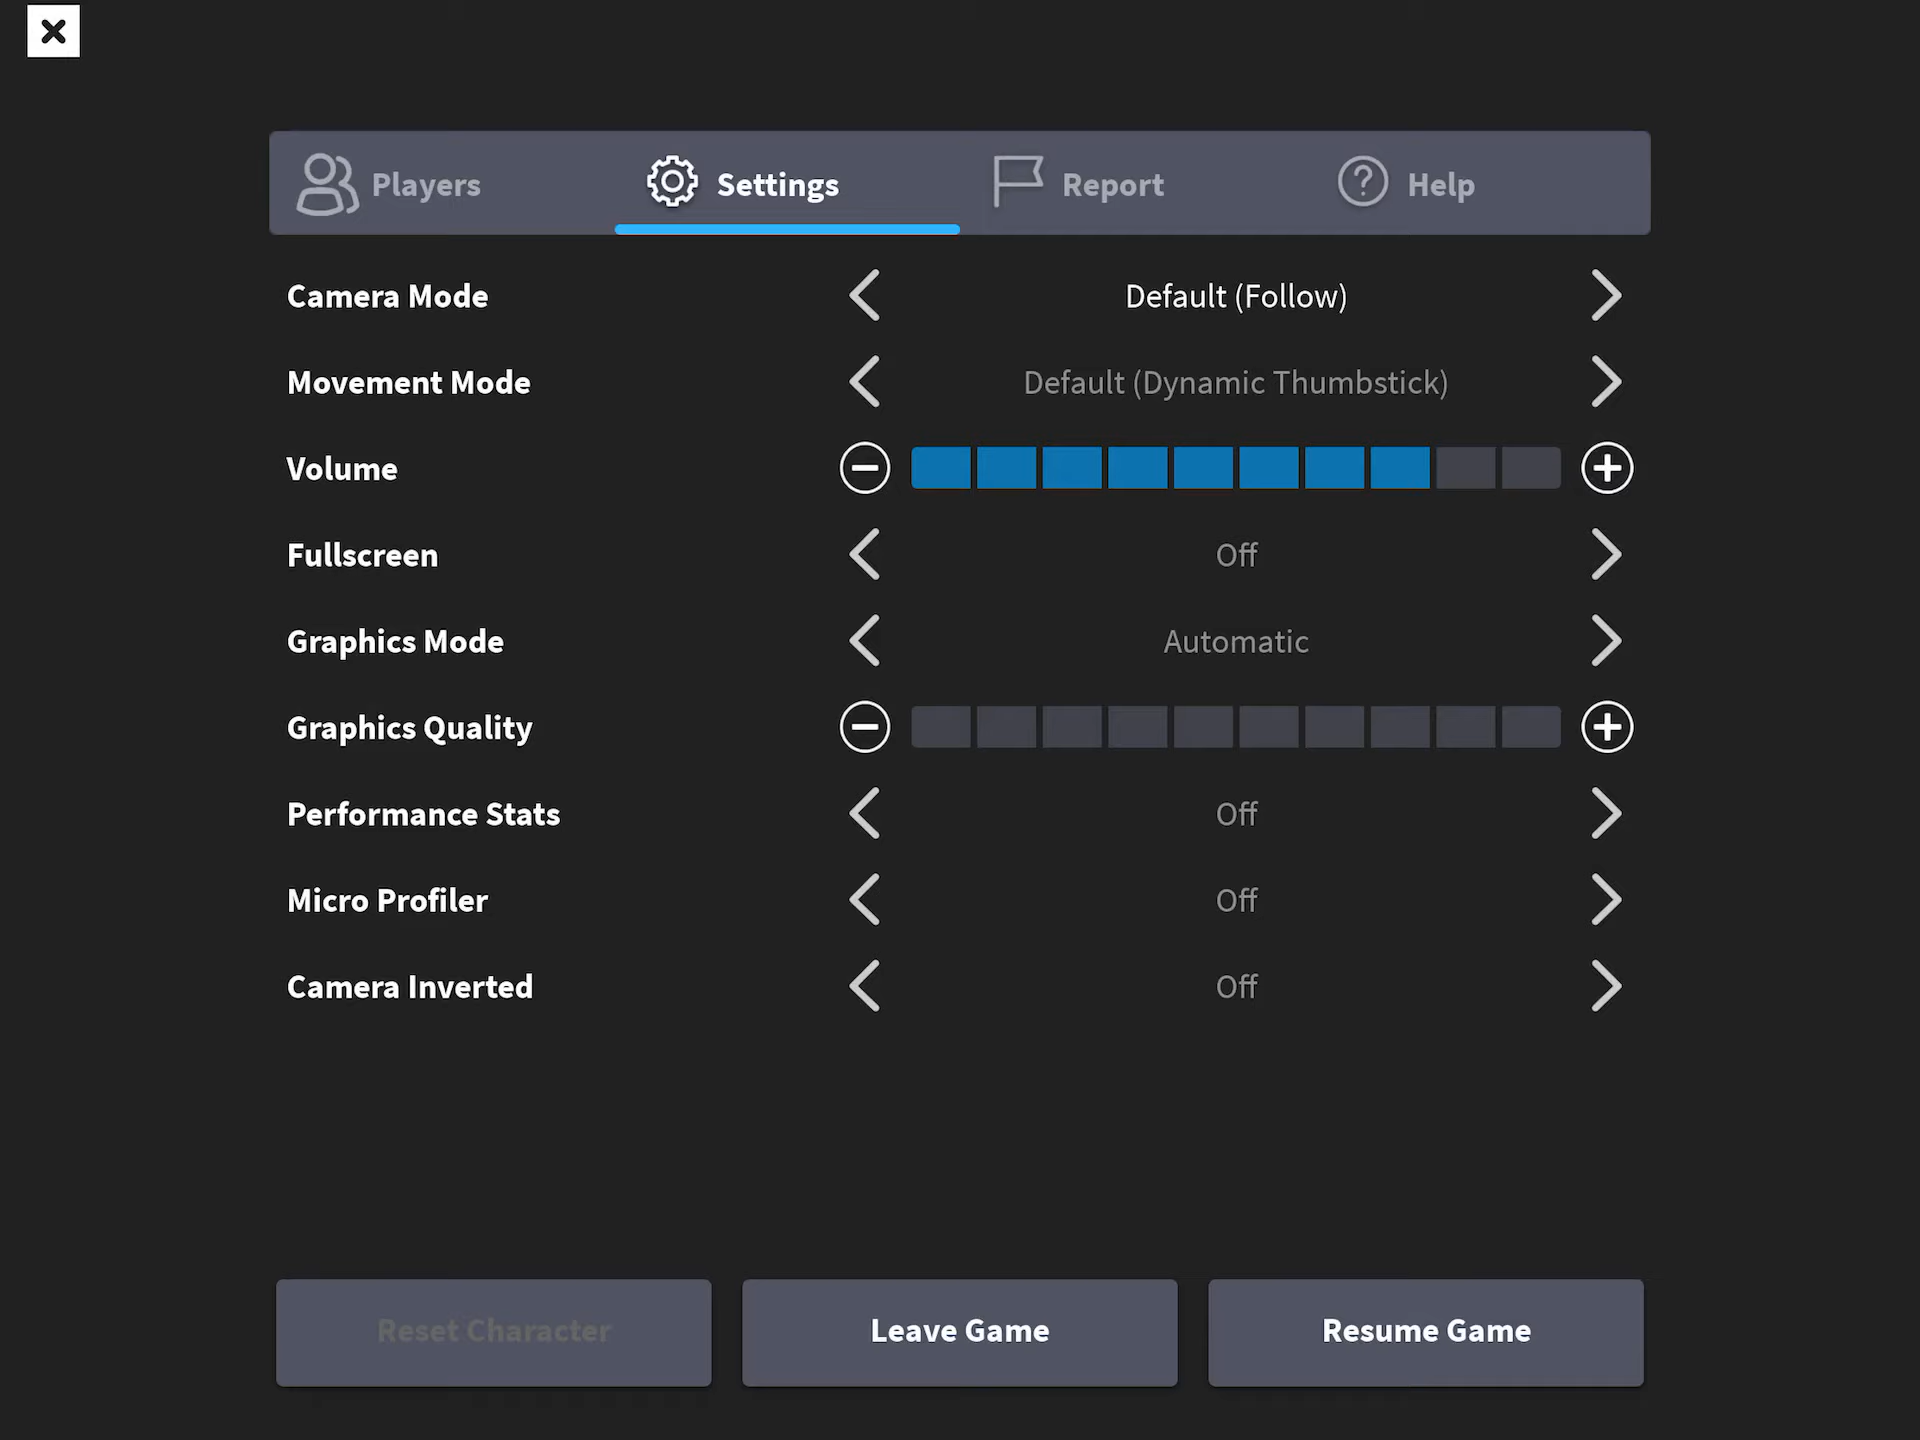 Players Settings Report Help
Camera Mode Default (Follow)
Movement Mode Default (Dynamic Thumbstick)
Volume
Fullscreen Off
Graphics Mode Automatic
Graphics Quality
Performance Stats Off
Micro Profiler Off
Camera Inverted Off
Reset Character Leave Game Resume Game